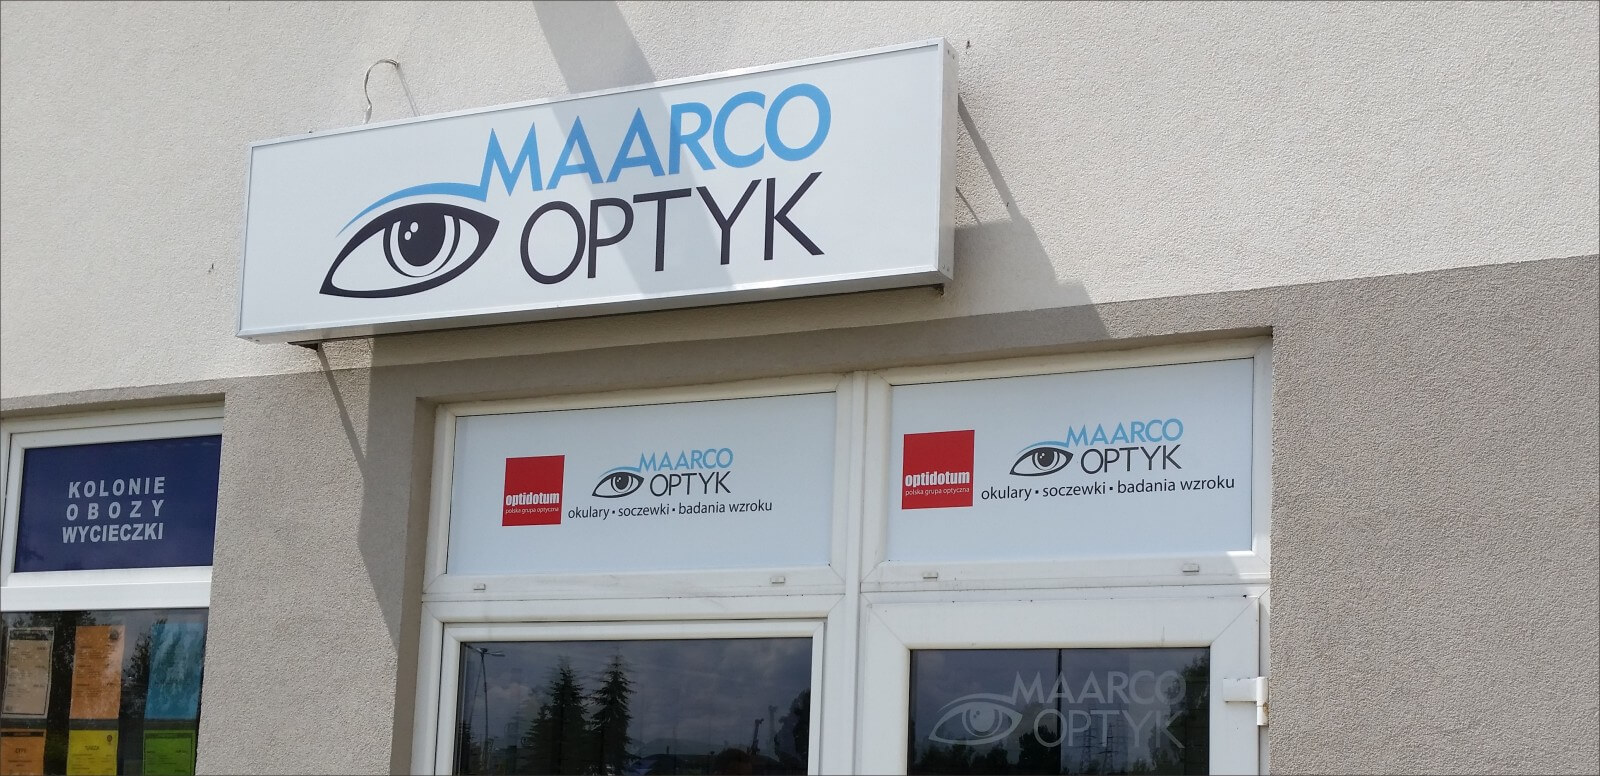 MAARCO
OPTYK
KOLONIE
OBOZY
WYCIECZKI
optidotum
polska grupa optyczna
MAARCO
OPTYK
okulary • soczewki • badania wzroku
optidotum
polska grupa optyczna
MAARCO
OPTYK
okulary • soczewki • badania wzroku
MAARCO
OPTYK